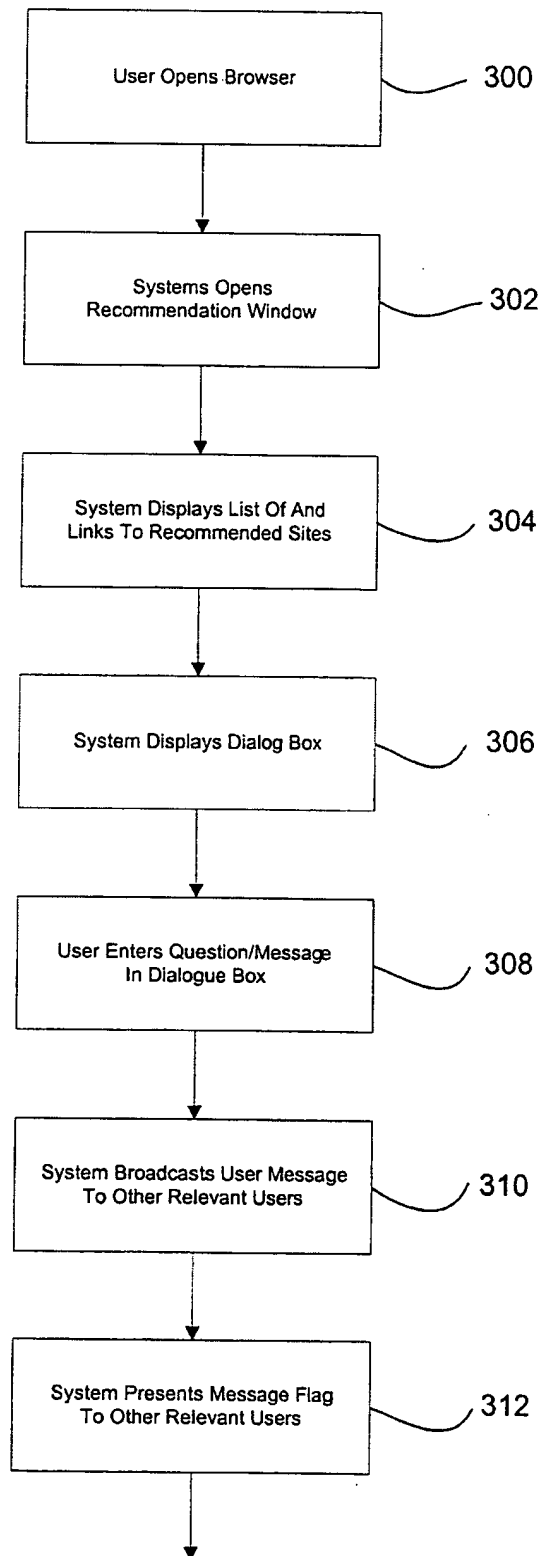 User Opens Browser
300
Systems Opens
Recommendation Window
302
System Displays List Of And
Links To Recommended Sites
304
System Displays Dialog Box
306
User Enters Question/Message
In Dialogue Box
308
System Broadcasts User Message
To Other Relevant Users
310
System Presents Message Flag
To Other Relevant Users
312